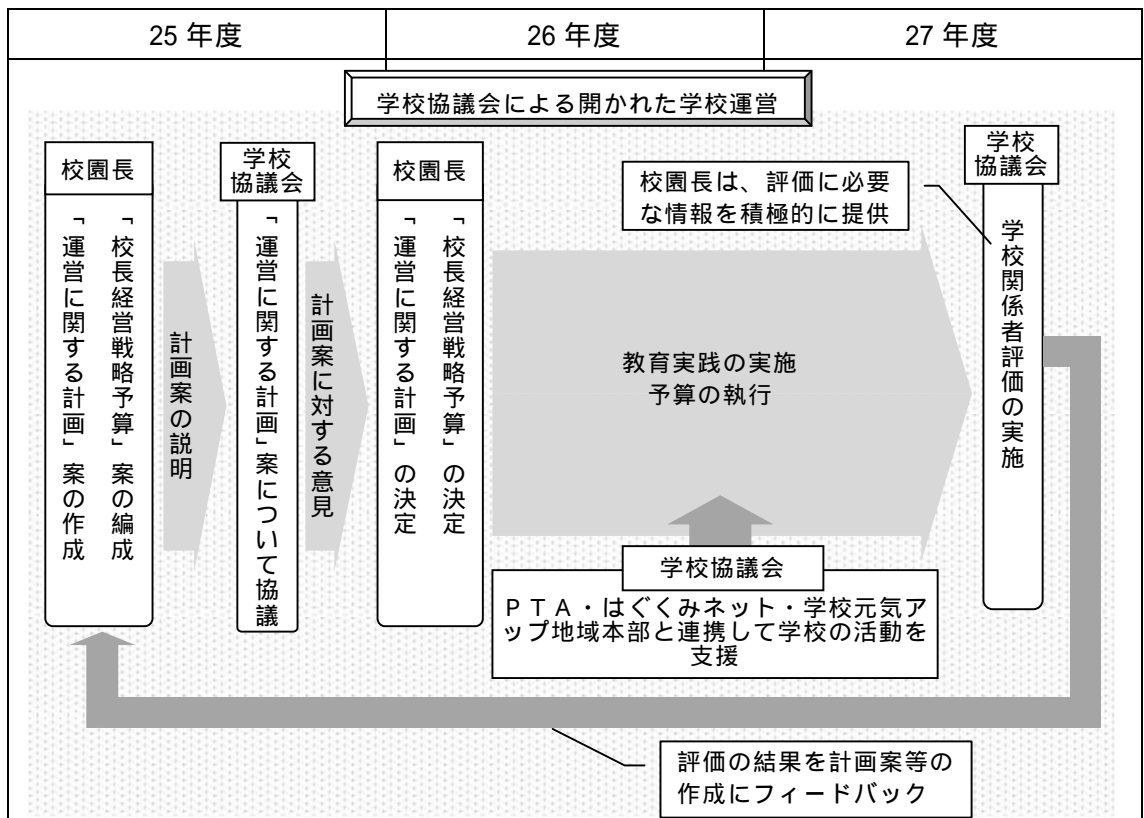 25 年度
26 年度
27 年度
学校協議会による開かれた学校運営
校園長
「校長経営戦略予算」案の編成
「運営に関する計画」案の作成
計画案の説明
学校
協議会
「運営に関する計画」案について協議
計画案に対する意見
校園長
「校長経営戦略予算」の決定
「運営に関する計画」の決定
教育実践の実施
予算の執行
校園長は、評価に必要
な情報を積極的に提供
学校
協議会
学校関係者評価の実施
学校協議会
PTA・はぐくみネット・学校元気ア
ップ地域本部と連携して学校の活動を
支援
評価の結果を計画案等の
作成にフィードバック